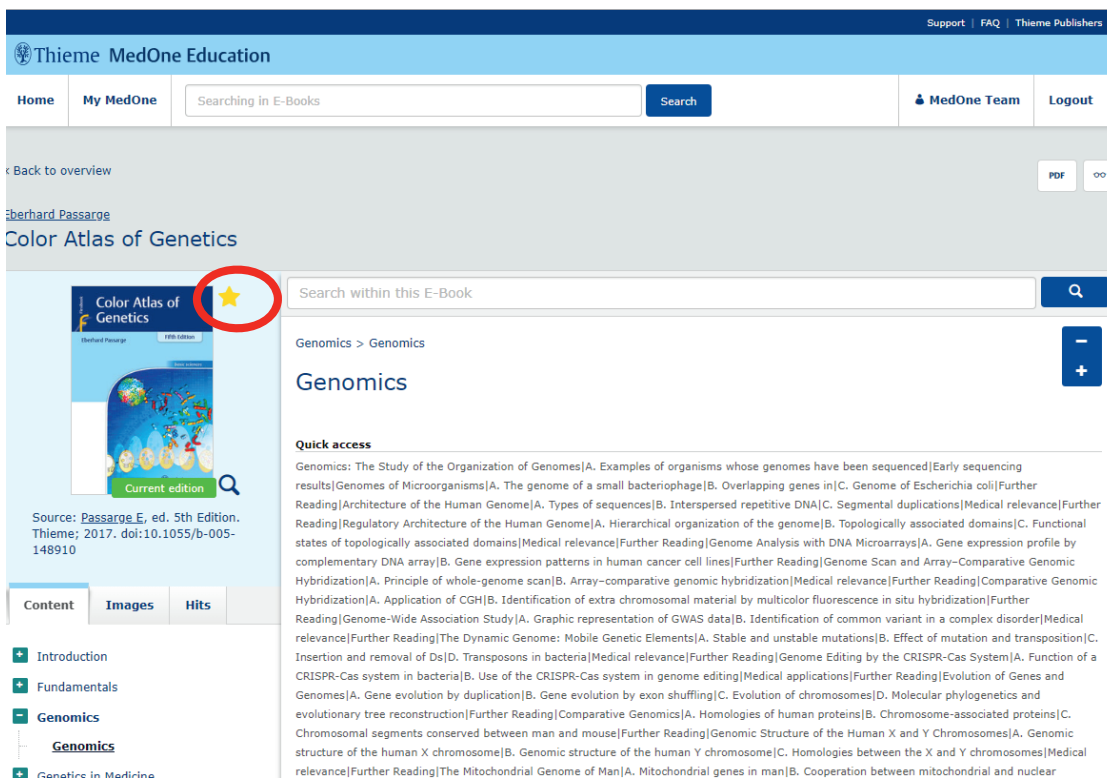 Support | FAQ | Thieme Publishers
Thieme MedOne Education
Home
My MedOne
Searching in E-Books
Search
MedOne Team
Logout
‹ Back to overview
PDF
Eberhard Passarge
Color Atlas of Genetics
Color Atlas of
Genetics
Eberhard Passarge
Fifth Edition
Current edition
Source: Passarge E, ed. 5th Edition.
Thieme; 2017. doi:10.1055/b-005-
148910
Content
Images
Hits
Introduction
Fundamentals
Genomics
Genomics
Genetics in Medicine
Search within this E-Book
Genomics > Genomics
Genomics
Quick access
Genomics: The Study of the Organization of Genomes|A. Examples of organisms whose genomes have been sequenced|Early sequencing
results|Genomes of Microorganisms|A. The genome of a small bacteriophage|B. Overlapping genes in|C. Genome of Escherichia coli|Further
Reading|Architecture of the Human Genome|A. Types of sequences|B. Interspersed repetitive DNA|C. Segmental duplications|Medical relevance|Further
Reading|Regulatory Architecture of the Human Genome|A. Hierarchical organization of the genome|B. Topologically associated domains|C. Functional
states of topologically associated domains|Medical relevance|Further Reading|Genome Analysis with DNA Microarrays|A. Gene expression profile by
complementary DNA array|B. Gene expression patterns in human cancer cell lines|Further Reading|Genome Scan and Array–Comparative Genomic
Hybridization|A. Principle of whole-genome scan|B. Array–comparative genomic hybridization|Medical relevance|Further Reading|Comparative Genomic
Hybridization|A. Application of CGH|B. Identification of extra chromosomal material by multicolor fluorescence in situ hybridization|Further
Reading|Genome-Wide Association Study|A. Graphic representation of GWAS data|B. Identification of common variant in a complex disorder|Medical
relevance|Further Reading|The Dynamic Genome: Mobile Genetic Elements|A. Stable and unstable mutations|B. Effect of mutation and transposition|C.
Insertion and removal of Ds|D. Transposons in bacteria|Medical relevance|Further Reading|Genome Editing by the CRISPR-Cas System|A. Function of a
CRISPR-Cas system in bacteria|B. Use of the CRISPR-Cas system in genome editing|Medical applications|Further Reading|Evolution of Genes and
Genomes|A. Gene evolution by duplication|B. Gene evolution by exon shuffling|C. Evolution of chromosomes|D. Molecular phylogenetics and
evolutionary tree reconstruction|Further Reading|Comparative Genomics|A. Homologies of human proteins|B. Chromosome-associated proteins|C.
Chromosomal segments conserved between man and mouse|Further Reading|Genomic Structure of the Human X and Y Chromosomes|A. Genomic
structure of the human X chromosome|B. Genomic structure of the human Y chromosome|C. Homologies between the X and Y chromosomes|Medical
relevance|Further Reading|The Mitochondrial Genome of Man|A. Mitochondrial genes in man|B. Cooperation between mitochondrial and nuclear